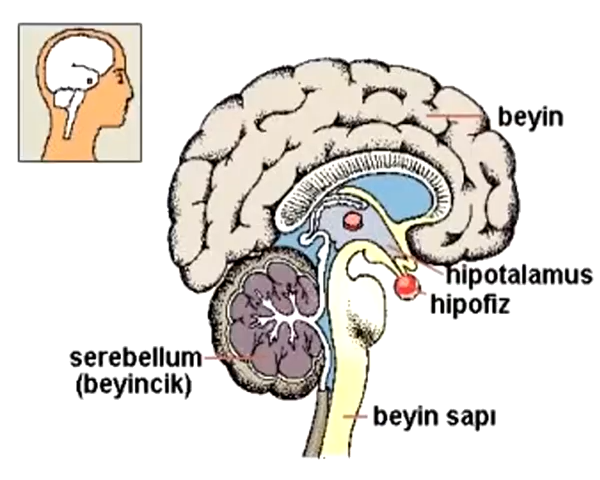 beyin
hipotalamus
hipofiz
serebellum
(beyincik)
beyin sapı